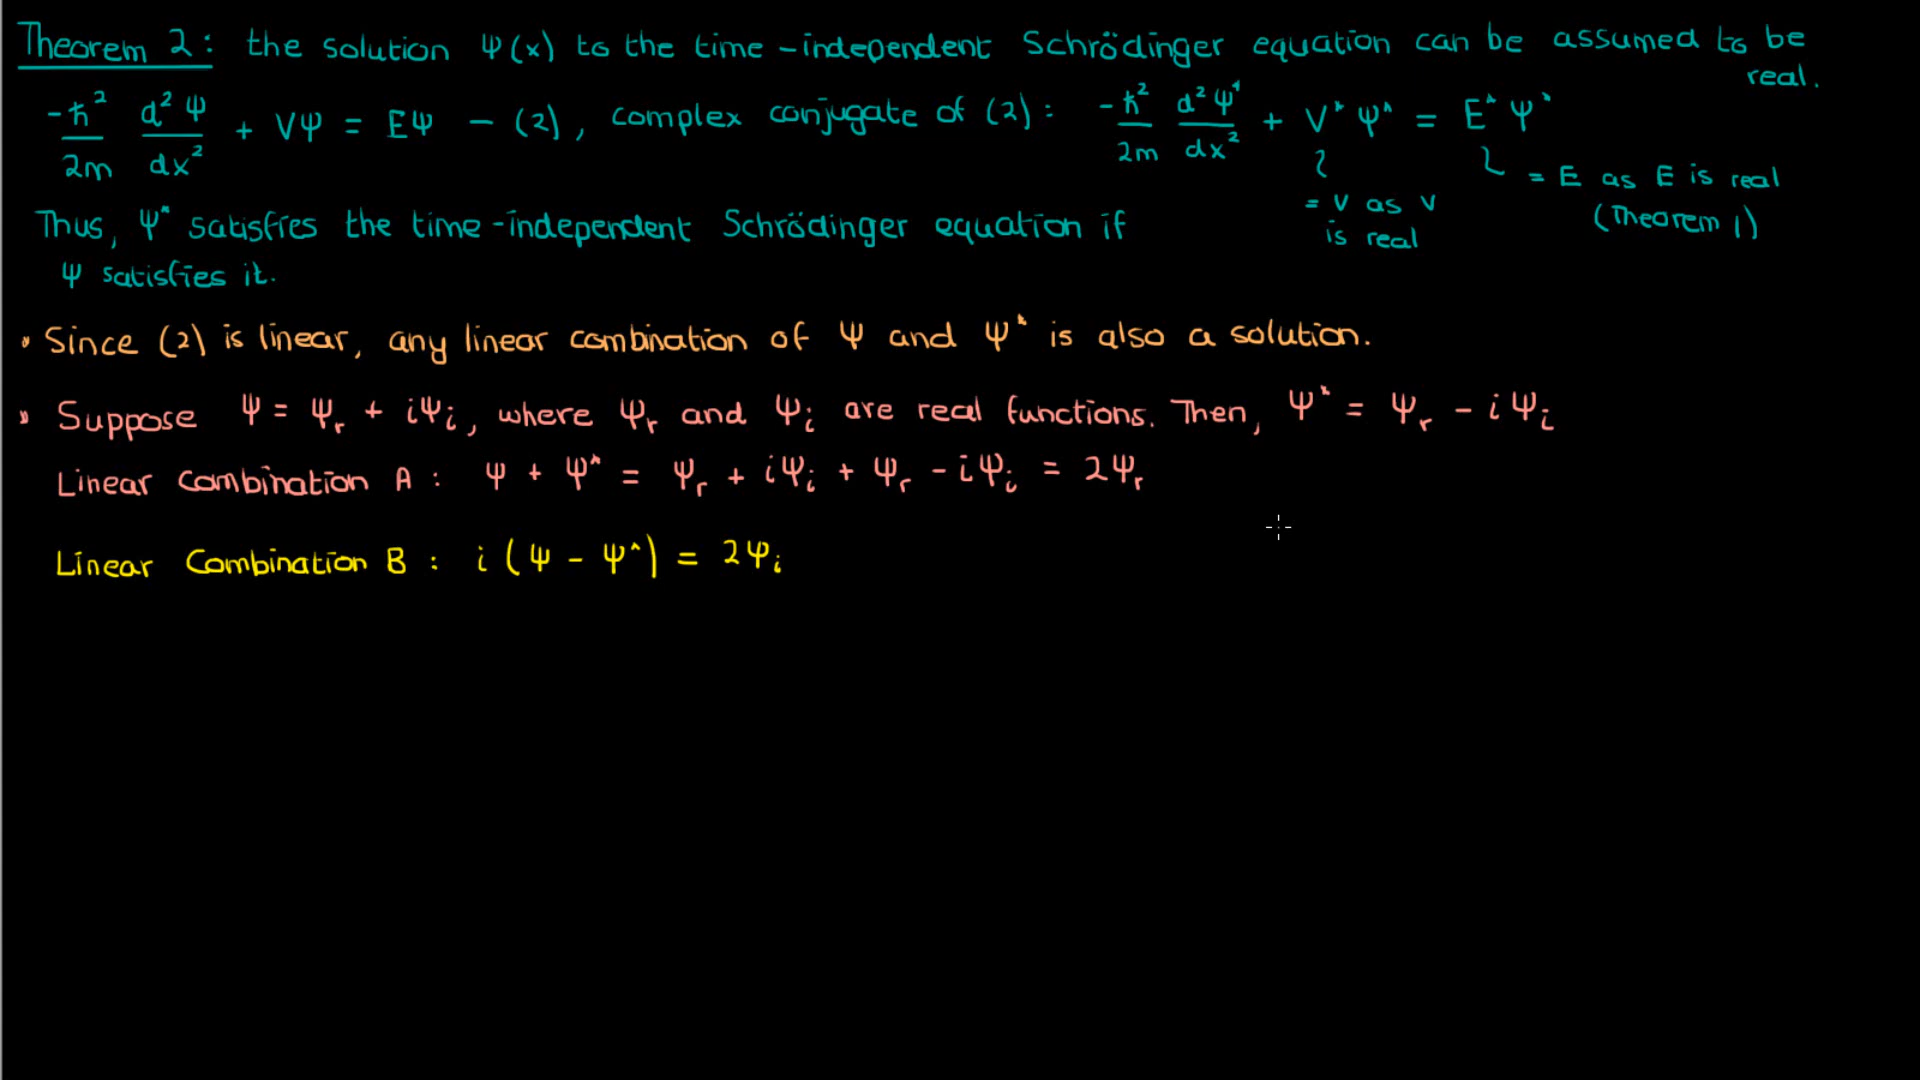 Theorem 2: the solution ψ(x) to the time-independent Schrödinger equation can be assumed to be real.
-ħ²/2m d²ψ/dx² + Vψ = Eψ - (2), complex conjugate of (2): -ħ²/2m d²ψ*/dx² + V*ψ* = E*ψ*
= V as V is real
= E as E is real (Theorem 1)
Thus, ψ* satisfies the time-independent Schrödinger equation if
ψ satisfies it.
• Since (2) is linear, any linear combination of ψ and ψ* is also a solution.
• Suppose ψ = ψr + iψi, where ψr and ψi are real functions. Then, ψ* = ψr - iψi
Linear Combination A: ψ + ψ* = ψr + iψi + ψr - iψi = 2ψr
Linear Combination B: i(ψ - ψ*) = 2ψi